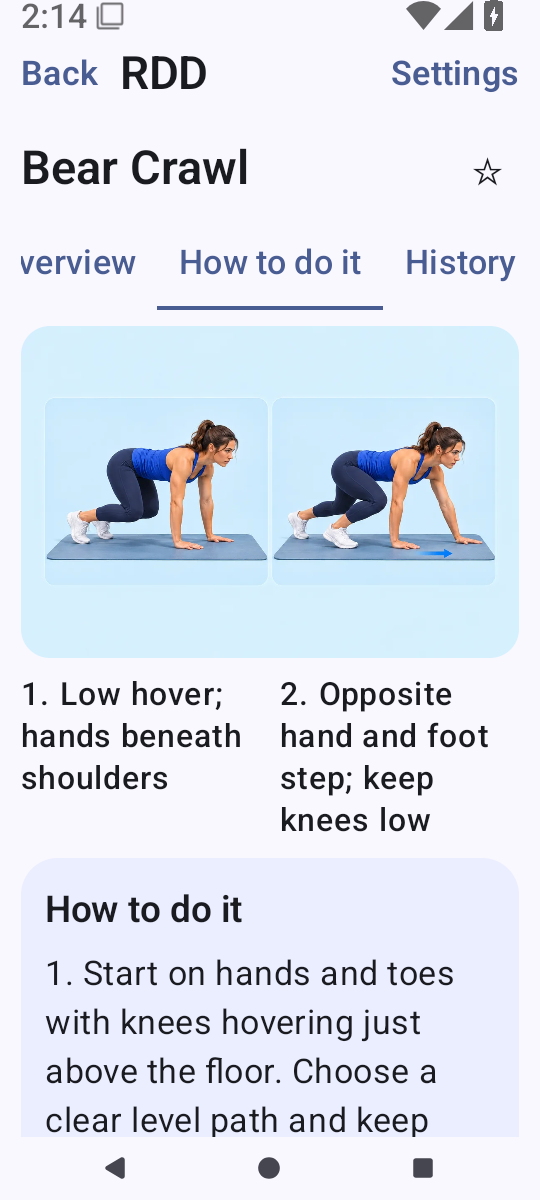 2:14
Back RDD Settings
Bear Crawl
verview How to do it History
1. Low hover;
hands beneath
shoulders
2. Opposite
hand and foot
step; keep
knees low
How to do it
1. Start on hands and toes
with knees hovering just
above the floor. Choose a
clear level path and keep